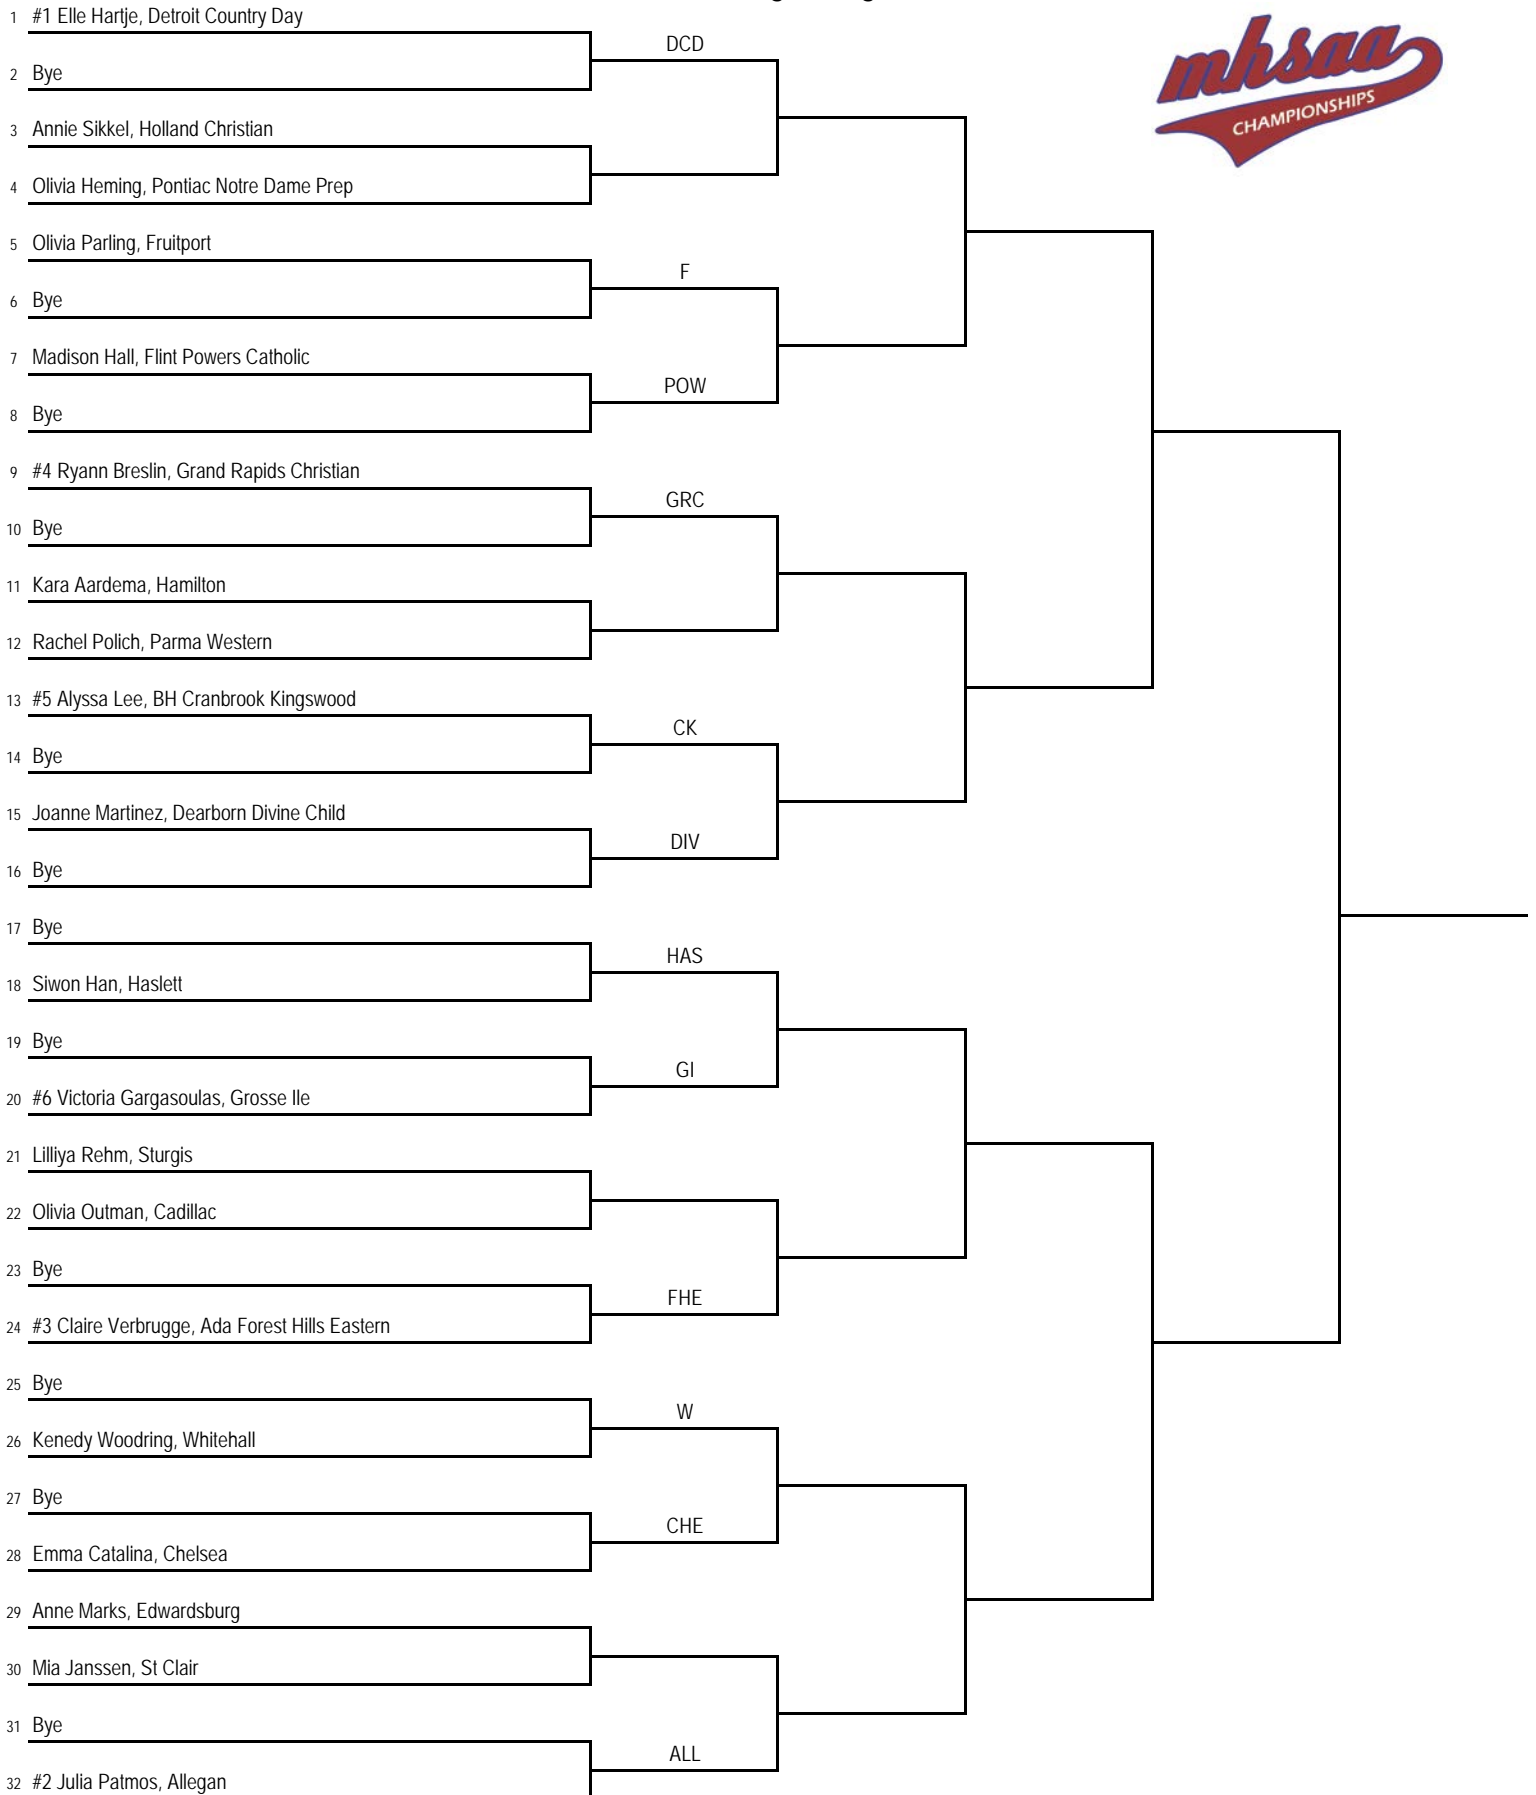 1 #1 Elle Hartje, Detroit Country Day
DCD
2 Bye
3 Annie Sikkel, Holland Christian
4 Olivia Heming, Pontiac Notre Dame Prep
5 Olivia Parling, Fruitport
F
6 Bye
7 Madison Hall, Flint Powers Catholic
POW
8 Bye
9 #4 Ryann Breslin, Grand Rapids Christian
GRC
10 Bye
11 Kara Aardema, Hamilton
12 Rachel Polich, Parma Western
13 #5 Alyssa Lee, BH Cranbrook Kingswood
CK
14 Bye
15 Joanne Martinez, Dearborn Divine Child
DIV
16 Bye
17 Bye
HAS
18 Siwon Han, Haslett
19 Bye
GI
20 #6 Victoria Gargasoulas, Grosse Ile
21 Lilliya Rehm, Sturgis
22 Olivia Outman, Cadillac
23 Bye
FHE
24 #3 Claire Verbrugge, Ada Forest Hills Eastern
25 Bye
W
26 Kenedy Woodring, Whitehall
27 Bye
CHE
28 Emma Catalina, Chelsea
29 Anne Marks, Edwardsburg
30 Mia Janssen, St Clair
31 Bye
ALL
32 #2 Julia Patmos, Allegan
mhsaa
CHAMPIONSHIPS